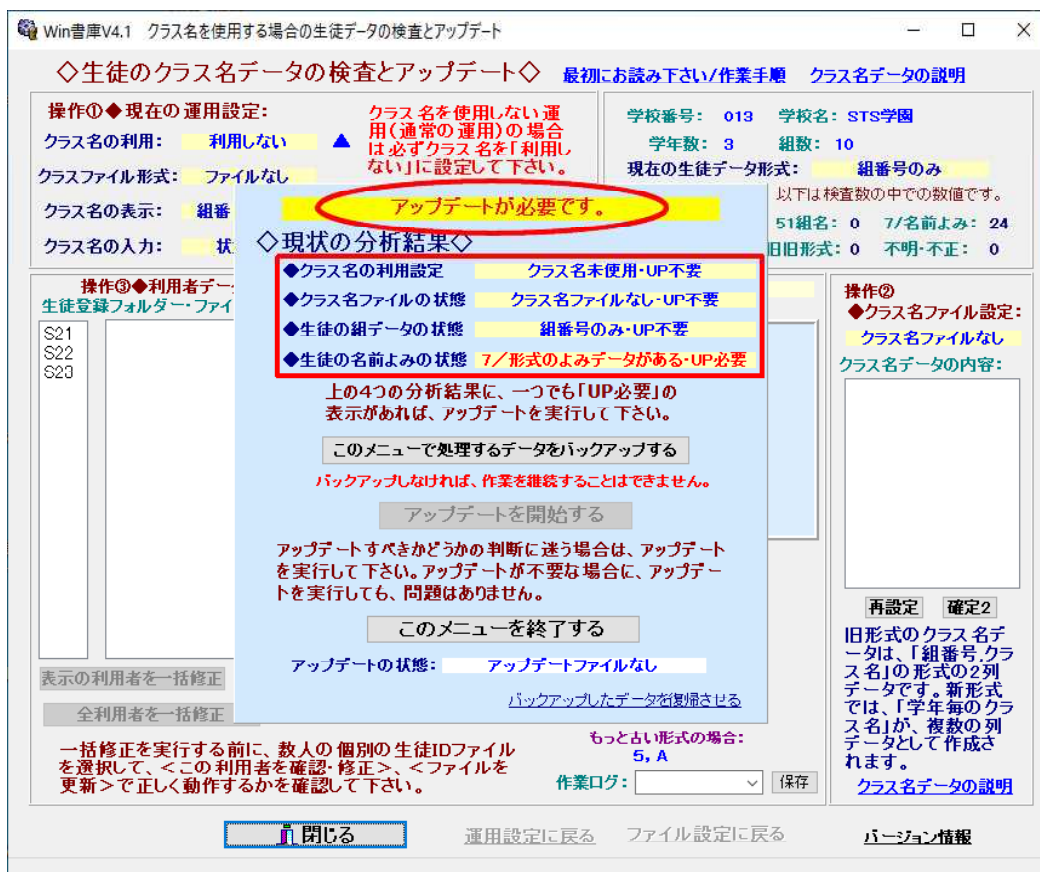 Win書庫V4.1 クラス名を使用する場合の生徒データの検査とアップデート
◇生徒のクラス名データの検査とアップデート◇ 最初にお読み下さい/作業手順 クラス名データの説明
操作①◆現在の運用設定:
クラス名の利用: 利用しない ▲
クラスファイル形式: ファイルなし
クラス名の表示: 組番
クラス名の入力: 状
クラス名を使用しない運
用(通常の運用)の場合
は必ずクラス名を「利用し
ない」に設定して下さい。
学校番号: 013 学校名: STS学園
学年数: 3 組数: 10
現在の生徒データ形式: 組番号のみ
以下は検査数の中での数値です。
51組名: 0 7/名前よみ: 24
旧旧形式: 0 不明・不正: 0
アップデートが必要です。
◇現状の分析結果◇
◆クラス名の利用設定 クラス名未使用・UP不要
◆クラス名ファイルの状態 クラス名ファイルなし・UP不要
◆生徒の組データの状態 組番号のみ・UP不要
◆生徒の名前よみの状態 7/形式のよみデータがある・UP必要
上の4つの分析結果に、一つでも「UP必要」の
表示があれば、アップデートを実行して下さい。
このメニューで処理するデータをバックアップする
バックアップしなければ、作業を継続することはできません。
アップデートを開始する
アップデートすべきかどうかの判断に迷う場合は、アップデート
を実行して下さい。アップデートが不要な場合に、アップデー
トを実行しても、問題はありません。
このメニューを終了する
アップデートの状態: アップデートファイルなし
バックアップしたデータを復帰させる
操作③◆利用者デー
生徒登録フォルダー・ファイ
S21
S22
S23
表示の利用者を一括修正
全利用者を一括修正
一括修正を実行する前に、数人の個別の生徒IDファイル
を選択して、<この利用者を確認・修正>、<ファイルを
更新>で正しく動作するかを確認して下さい。
もっと古い形式の場合:
5, A
作業ログ: 保存
操作②
◆クラス名ファイル設定:
クラス名ファイルなし
クラス名データの内容:
再設定 確定2
旧形式のクラス名デ
ータは、「組番号,クラ
ス名」の形式の2列
データです。新形式
では、「学年毎のクラ
ス名」が、複数の列
データとして作成さ
れます。
クラス名データの説明
閉じる 運用設定に戻る ファイル設定に戻る バージョン情報